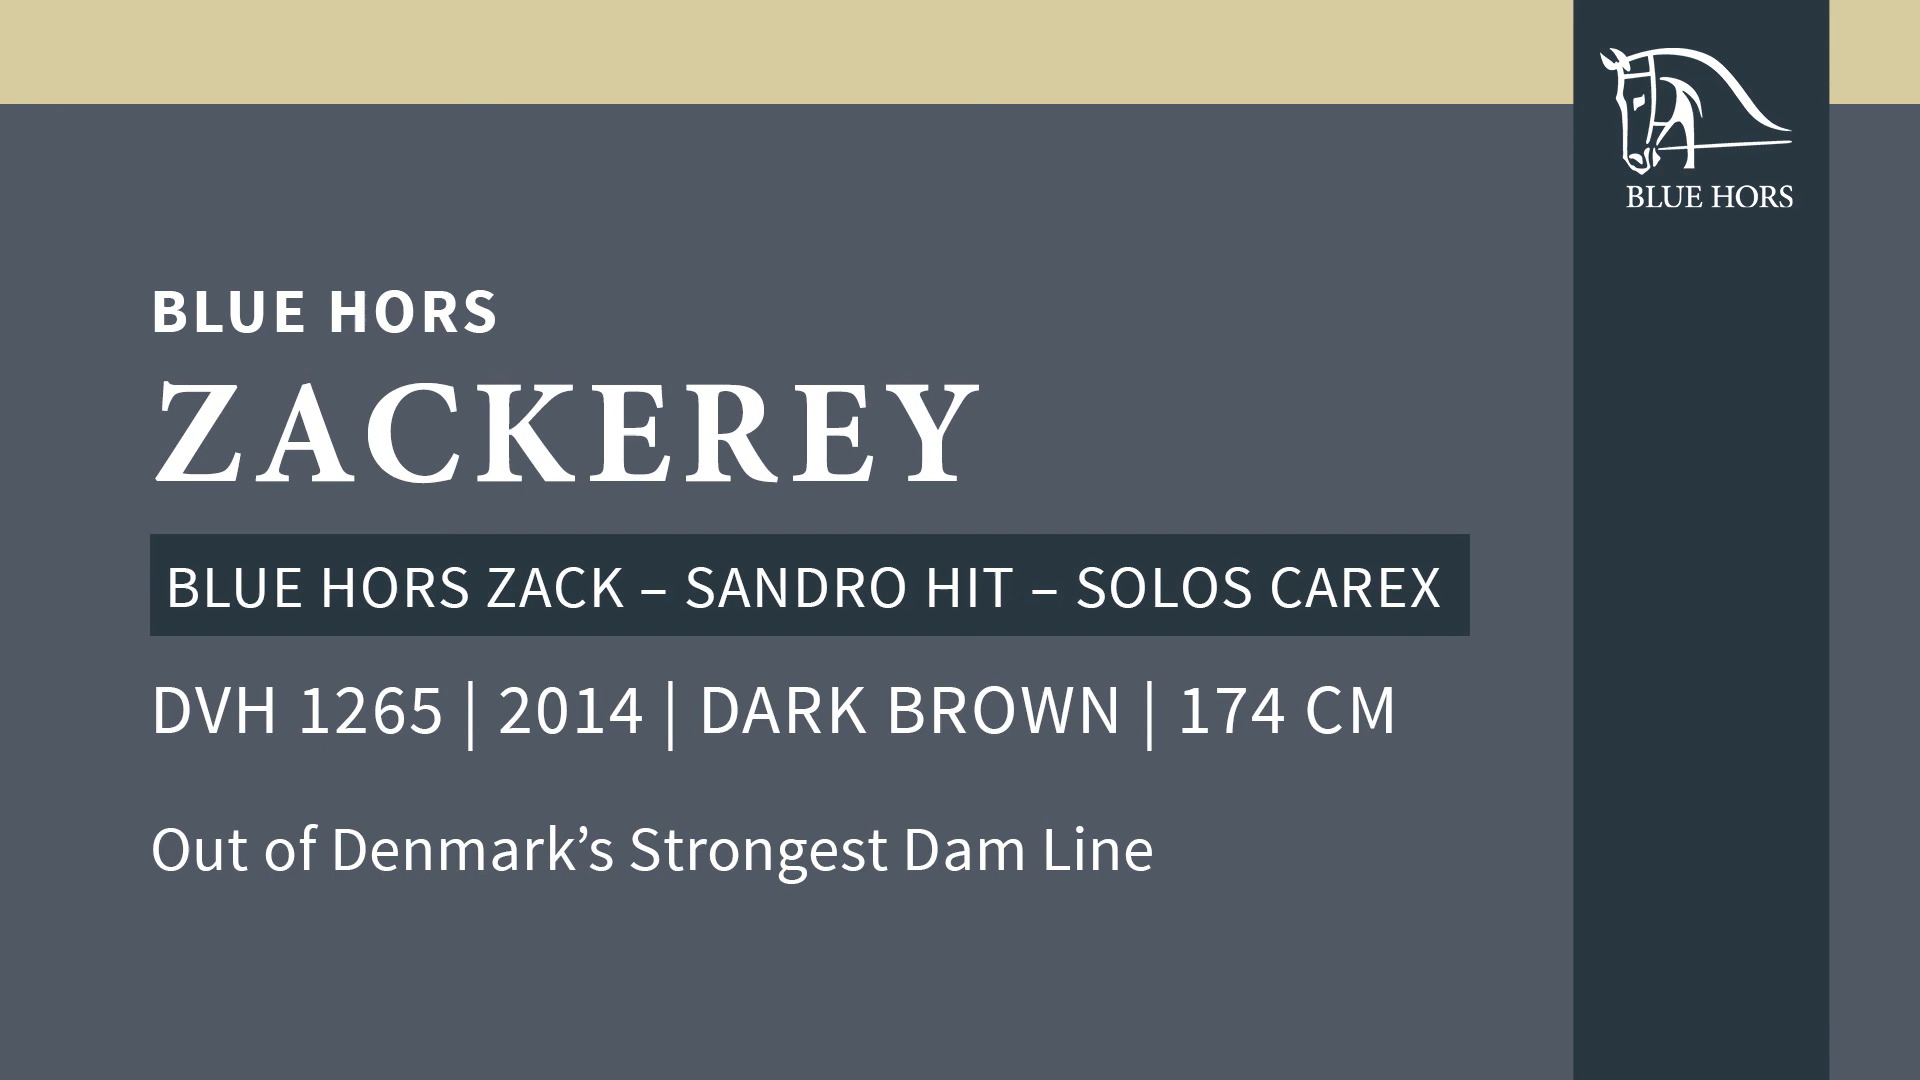 BLUE HORS
BLUE HORS
ZACKEREY
BLUE HORS ZACK – SANDRO HIT – SOLOS CAREX
DVH 1265 | 2014 | DARK BROWN | 174 CM
Out of Denmark’s Strongest Dam Line